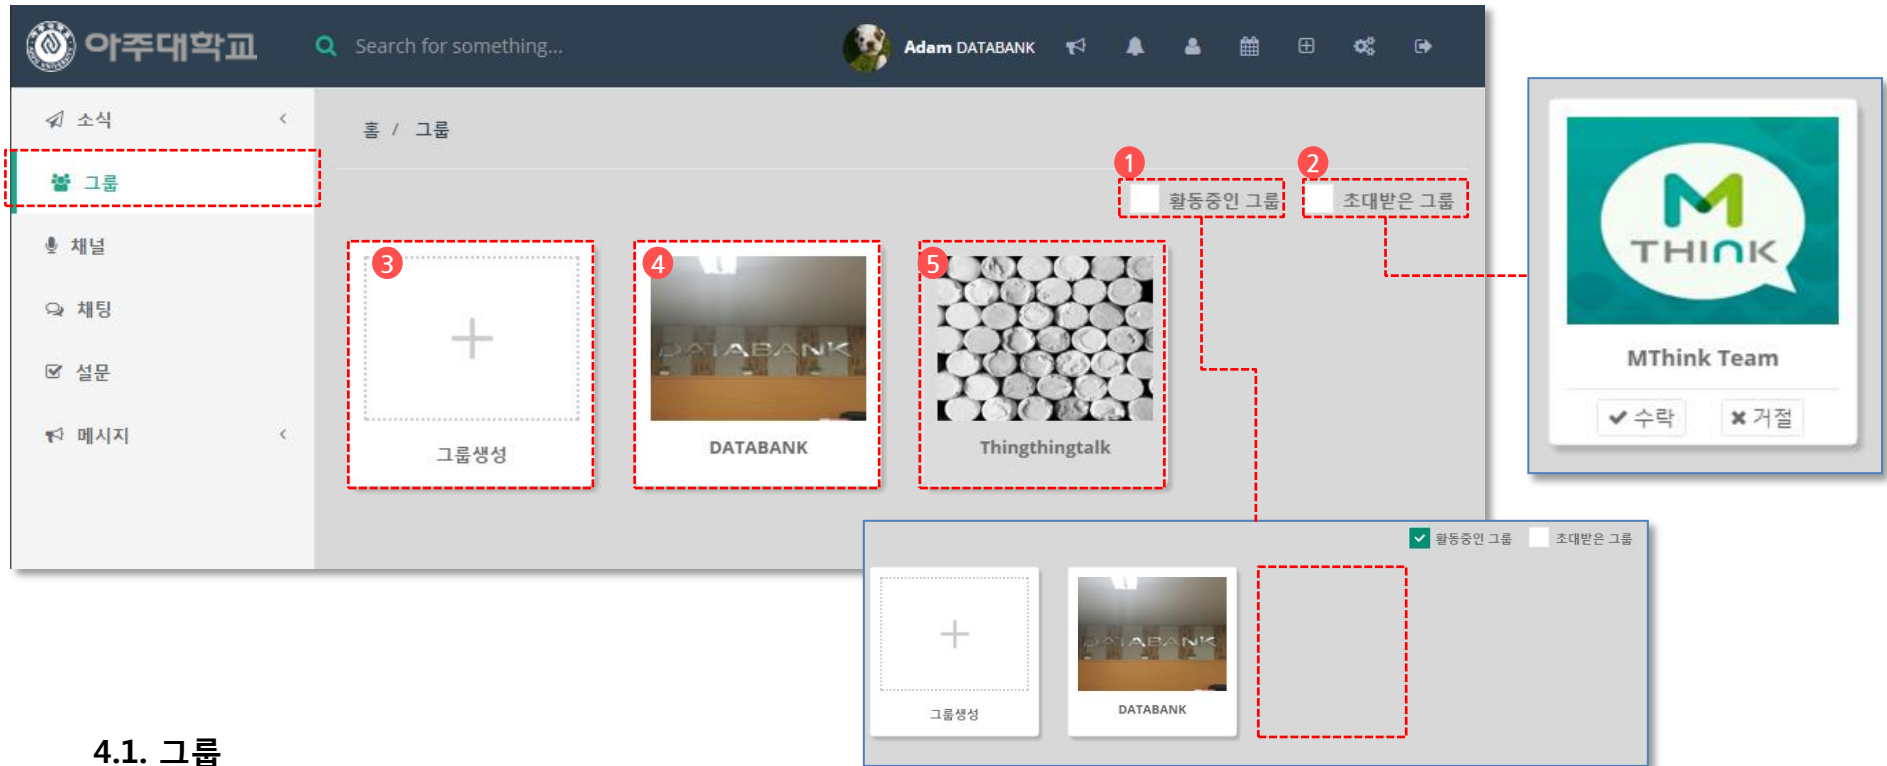 아주대학교
Search for something...
Adam DATABANK
소식
홈 / 그룹
그룹
1
2
활동중인 그룹
초대받은 그룹
채널
3
4
5
채팅
DATABANK
설문
메시지
그룹생성
DATABANK
Thingthingtalk
M
THINK
MThink Team
수락
거절
활동중인 그룹
초대받은 그룹
DATABANK
그룹생성
DATABANK
4.1. 그룹